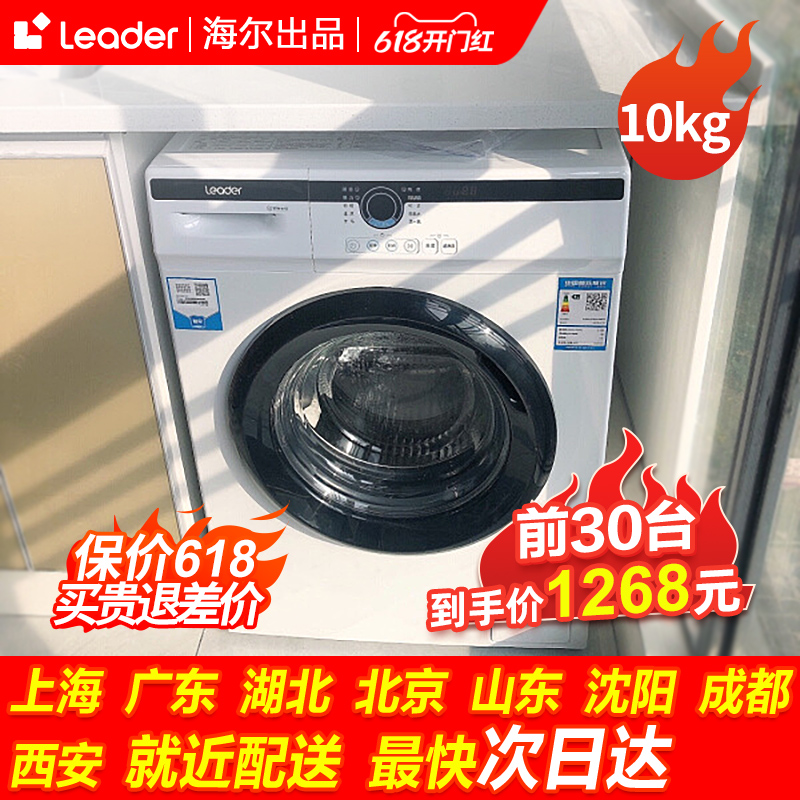 Leader 海尔出品 618开门红
10kg
Leader
保价618
买贵退差价
前30台
到手价1268元
上海 广东 湖北 北京 山东 沈阳 成都
西安 就近配送 最快次日达